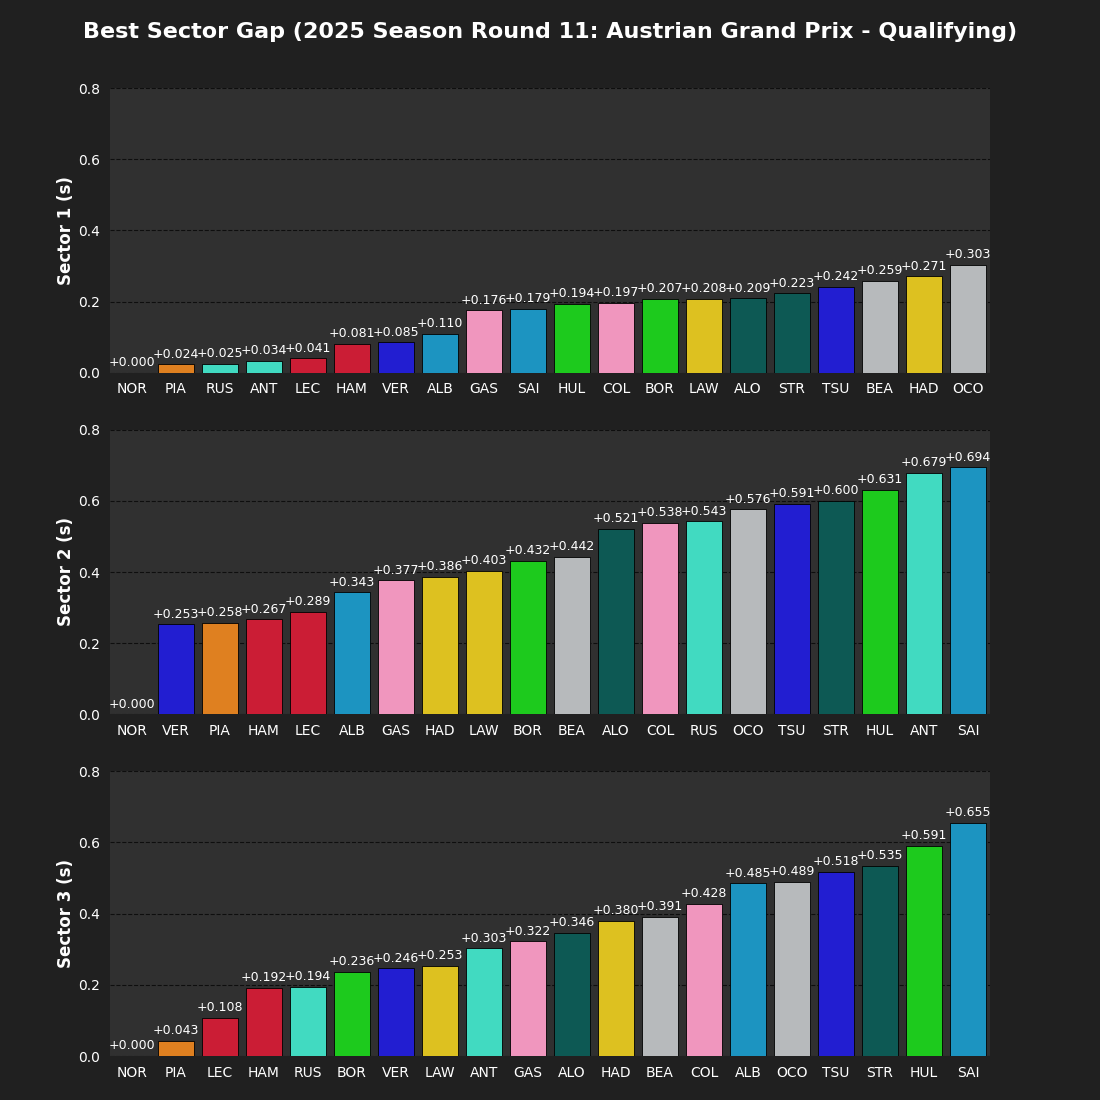 Best Sector Gap (2025 Season Round 11: Austrian Grand Prix - Qualifying)
Sector 1 (s)
0.8
0.6
0.4
0.2
0.0
+0.000 +0.024 +0.025 +0.034 +0.041 +0.081 +0.085 +0.110 +0.176 +0.179 +0.194 +0.197 +0.207 +0.208 +0.209 +0.223 +0.242 +0.259 +0.271 +0.303
NOR PIA RUS ANT LEC HAM VER ALB GAS SAI HUL COL BOR LAW ALO STR TSU BEA HAD OCO
Sector 2 (s)
0.8
0.6
0.4
0.2
0.0
+0.000 +0.253 +0.258 +0.267 +0.289 +0.343 +0.377 +0.386 +0.403 +0.432 +0.442 +0.521 +0.538 +0.543 +0.576 +0.591 +0.600 +0.631 +0.679 +0.694
NOR VER PIA HAM LEC ALB GAS HAD LAW BOR BEA ALO COL RUS OCO TSU STR HUL ANT SAI
Sector 3 (s)
0.8
0.6
0.4
0.2
0.0
+0.000 +0.043 +0.108 +0.192 +0.194 +0.236 +0.246 +0.253 +0.303 +0.322 +0.346 +0.380 +0.391 +0.428 +0.485 +0.489 +0.518 +0.535 +0.591 +0.655
NOR PIA LEC HAM RUS BOR VER LAW ANT GAS ALO HAD BEA COL ALB OCO TSU STR HUL SAI